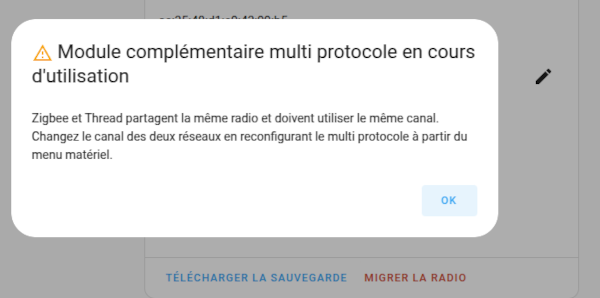 Module complémentaire multi protocole en cours
d'utilisation
Zigbee et Thread partagent la même radio et doivent utiliser le même canal.
Changez le canal des deux réseaux en reconfigurant le multi protocole à partir du
menu matériel.
OK
TÉLÉCHARGER LA SAUVEGARDE MIGRER LA RADIO